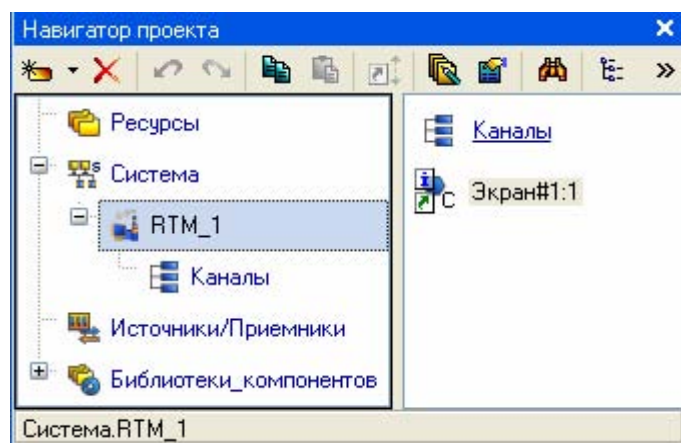 Навигатор проекта
Ресурсы
Система
RTM_1
Каналы
Источники/Приемники
Библиотеки_компонентов
Каналы
Экран#1:1
Система.RTM_1